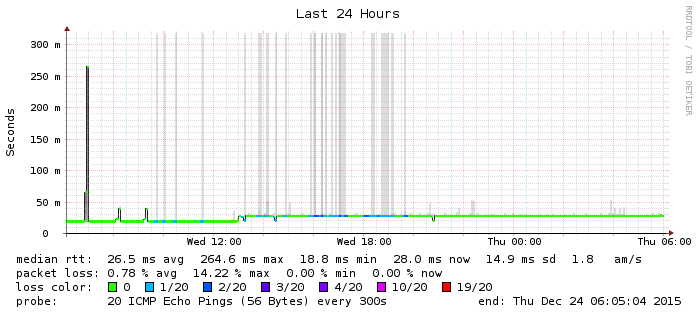 Last 24 Hours
RRDTOOL / TOBI OETIKER
Seconds
300 m
250 m
200 m
150 m
100 m
50 m
0
Wed 12:00 Wed 18:00 Thu 00:00 Thu 06:00
median rtt: 26.5 ms avg 264.6 ms max 18.8 ms min 28.0 ms now 14.9 ms sd 1.8 am/s
packet loss: 0.78 % avg 14.22 % max 0.00 % min 0.00 % now
loss color: 0 1/20 2/20 3/20 4/20 10/20 19/20
probe: 20 ICMP Echo Pings (56 Bytes) every 300s end: Thu Dec 24 06:05:04 2015